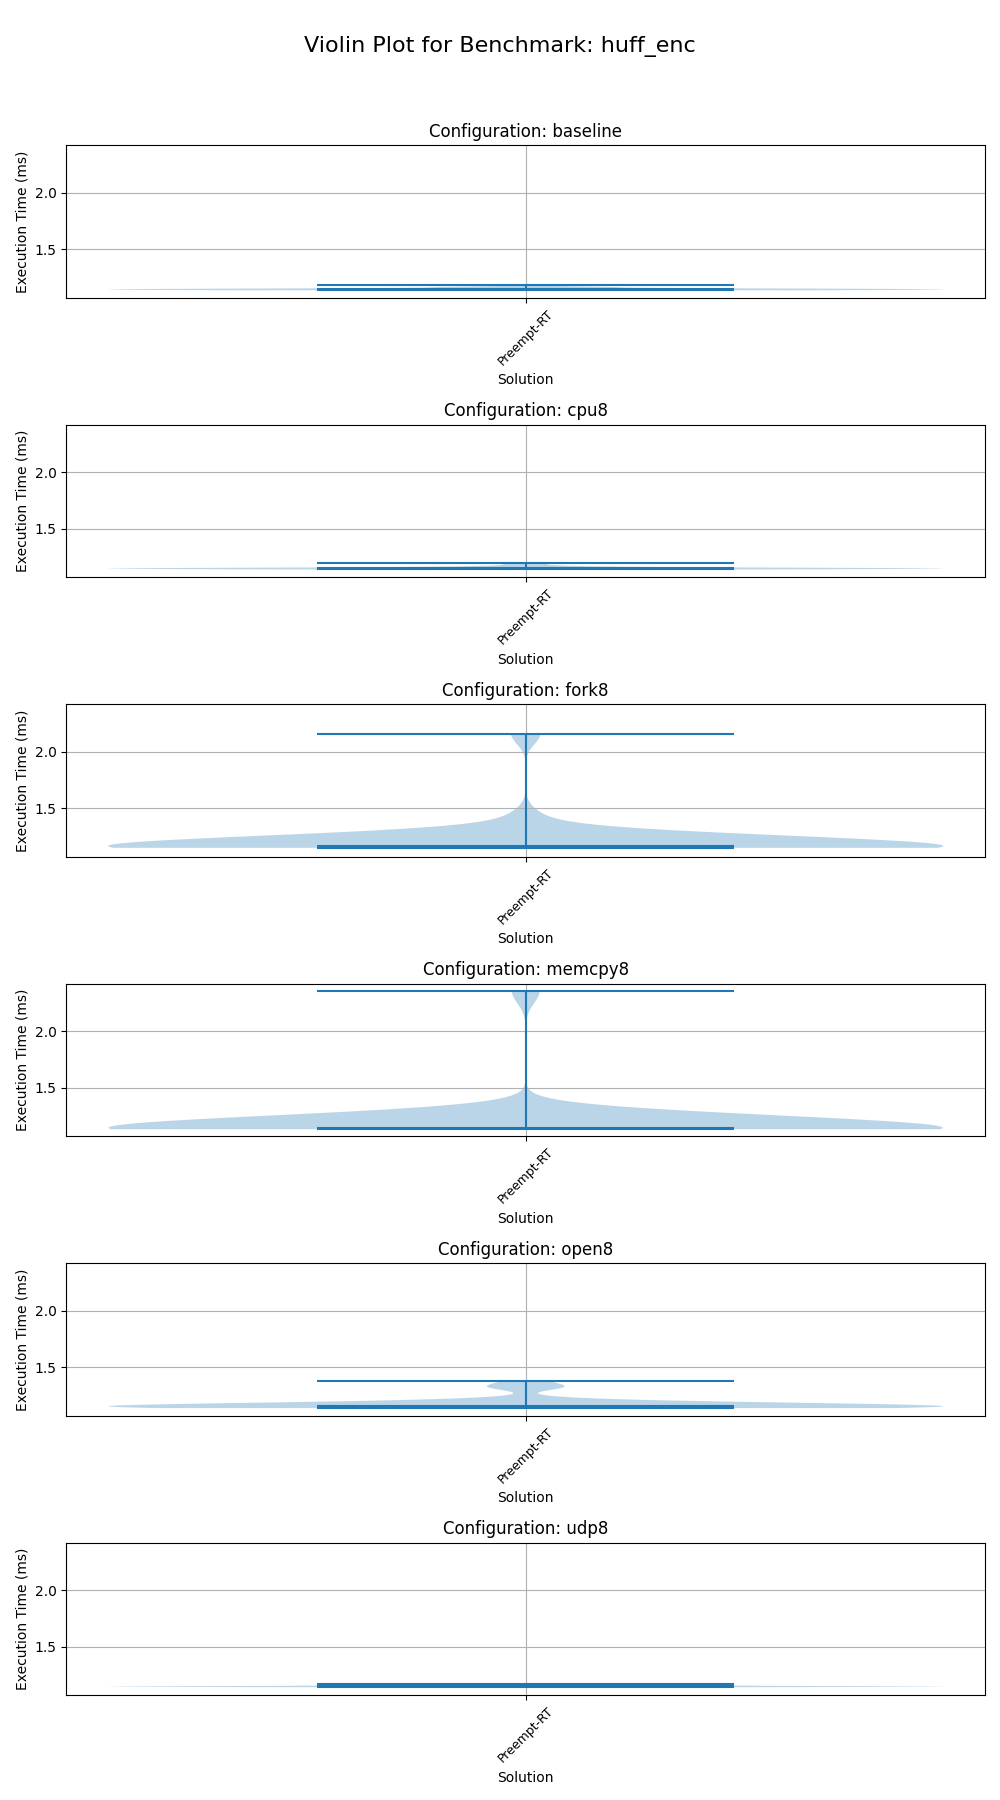 Violin Plot for Benchmark: huff_enc
Configuration: baseline
Execution Time (ms)
2.0
1.5
Preempt-RT
Solution
Configuration: cpu8
Execution Time (ms)
2.0
1.5
Preempt-RT
Solution
Configuration: fork8
Execution Time (ms)
2.0
1.5
Preempt-RT
Solution
Configuration: memcpy8
Execution Time (ms)
2.0
1.5
Preempt-RT
Solution
Configuration: open8
Execution Time (ms)
2.0
1.5
Preempt-RT
Solution
Configuration: udp8
Execution Time (ms)
2.0
1.5
Preempt-RT
Solution